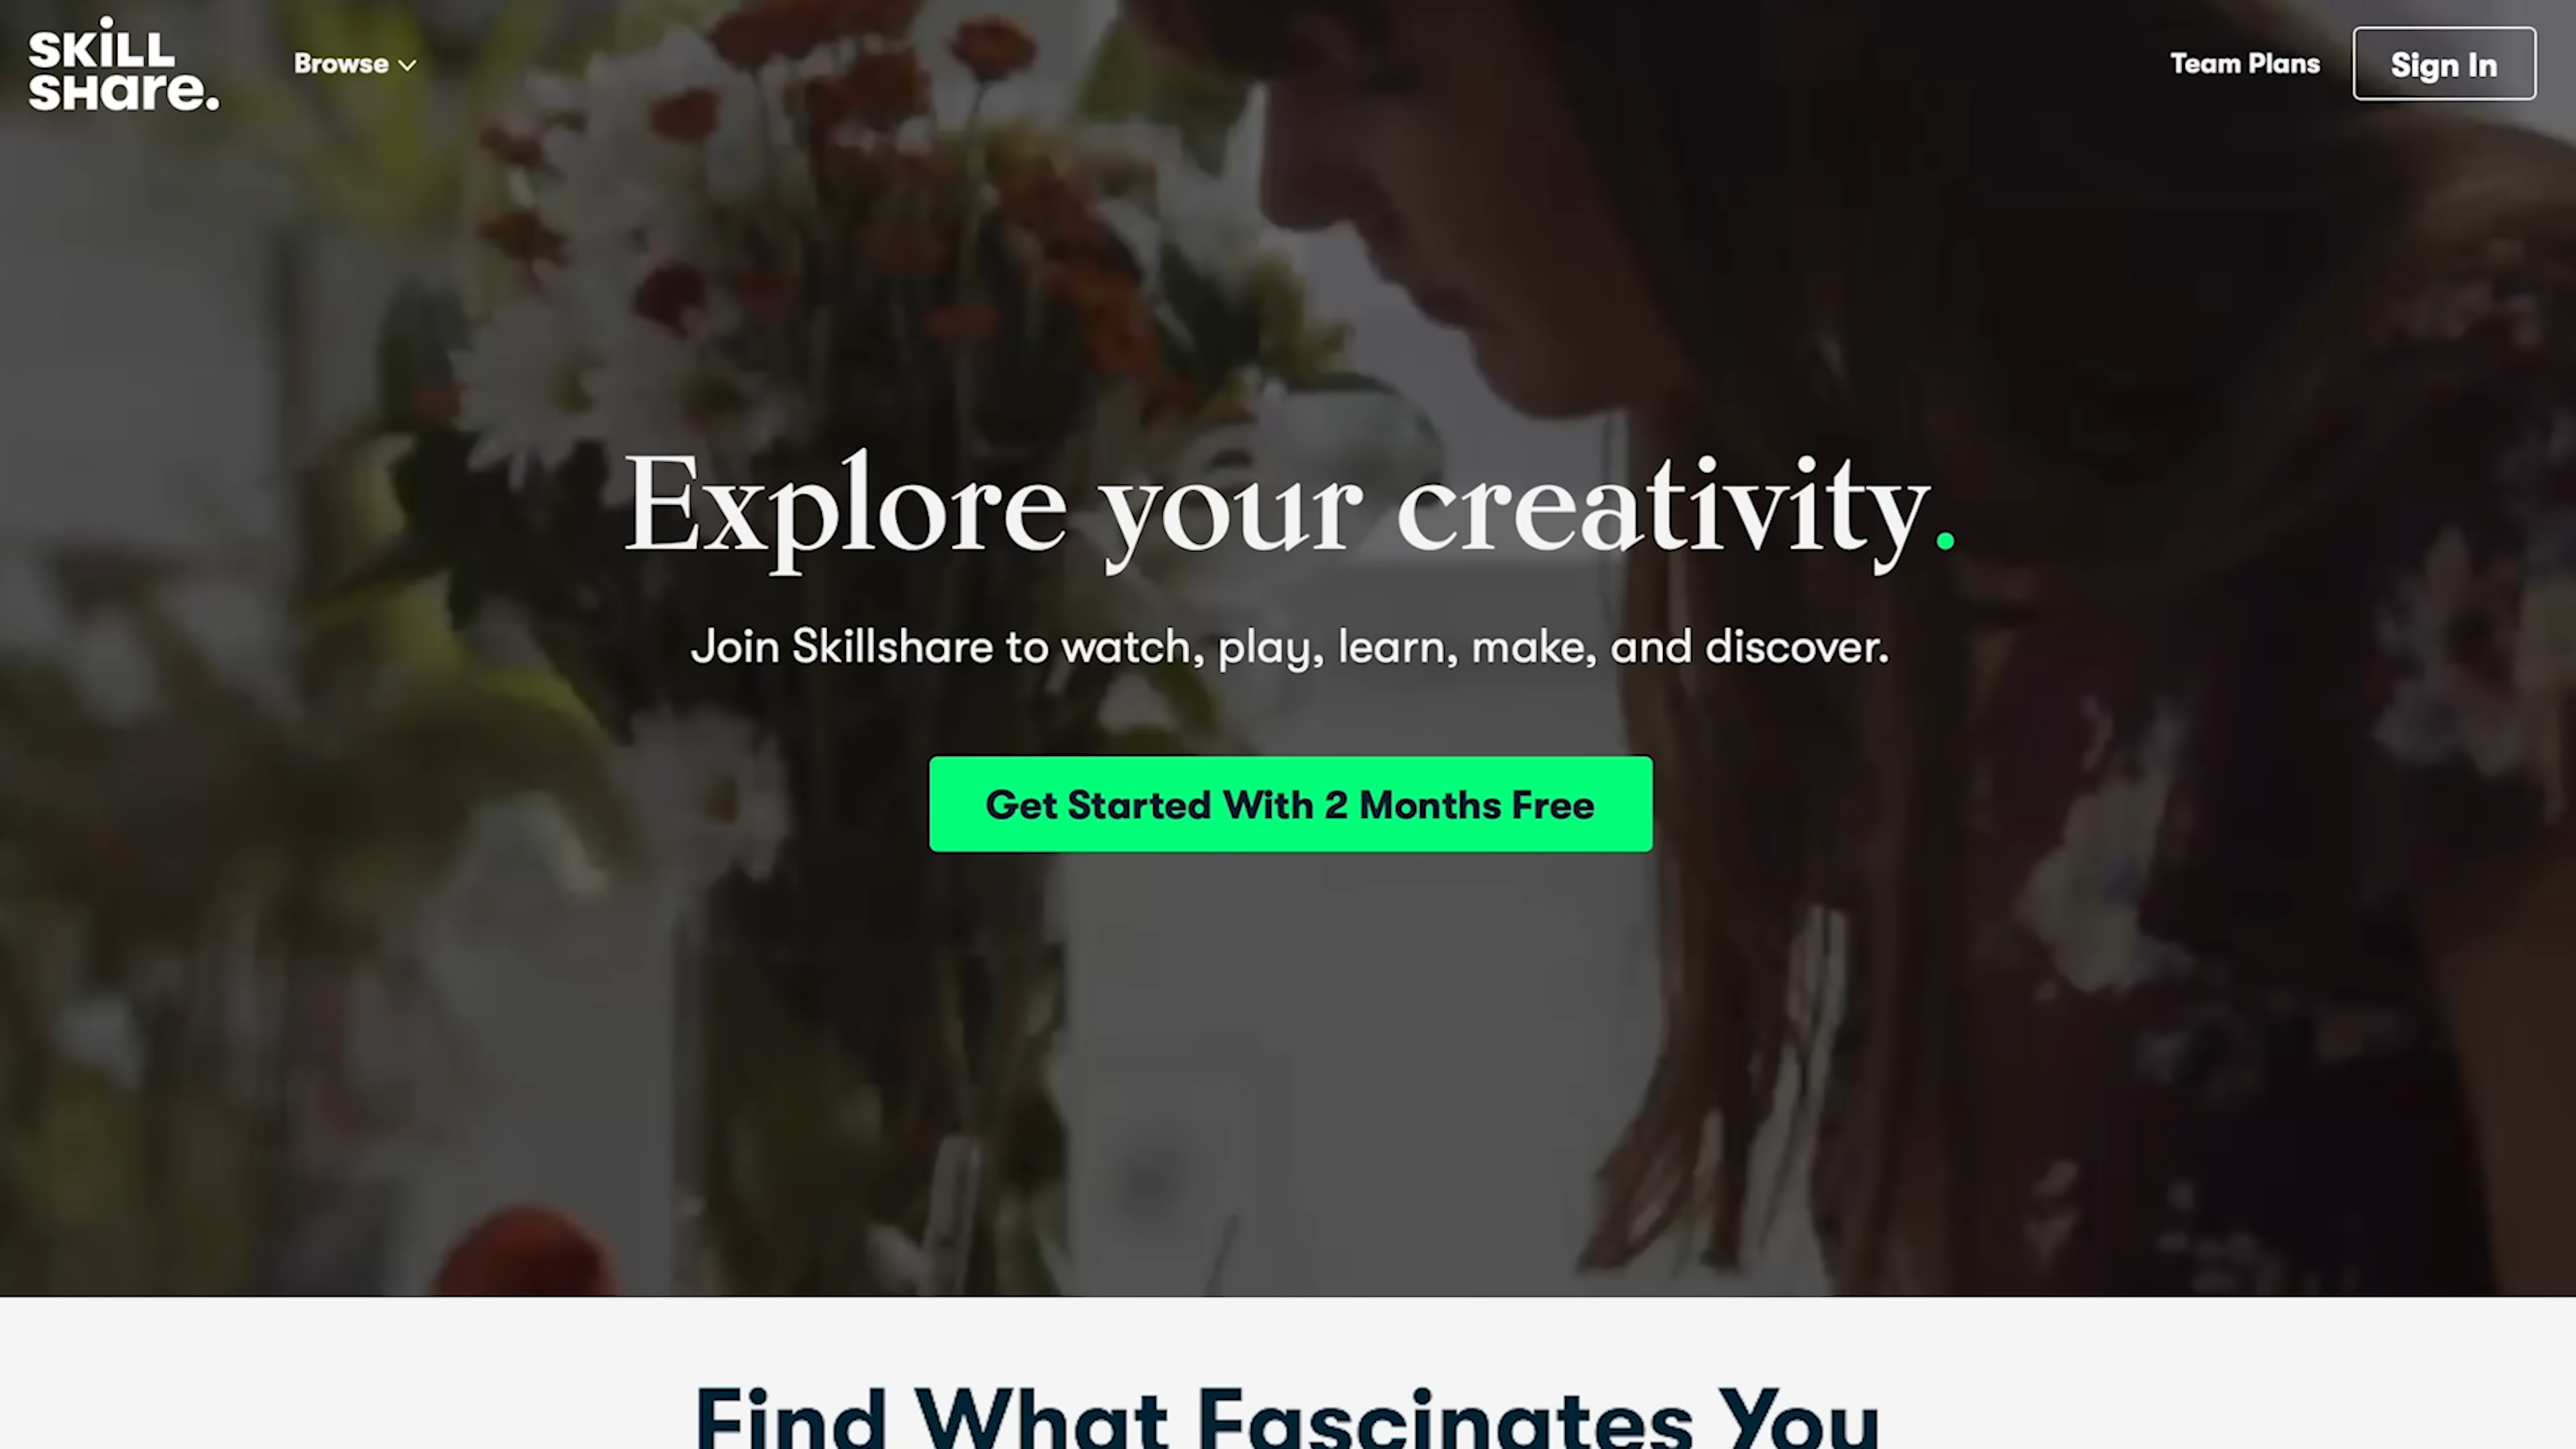 SKiLL
SHare.
Browse
Team Plans
Sign In
Explore your creativity.
Join Skillshare to watch, play, learn, make, and discover.
Get Started With 2 Months Free
Find What Fascinates You